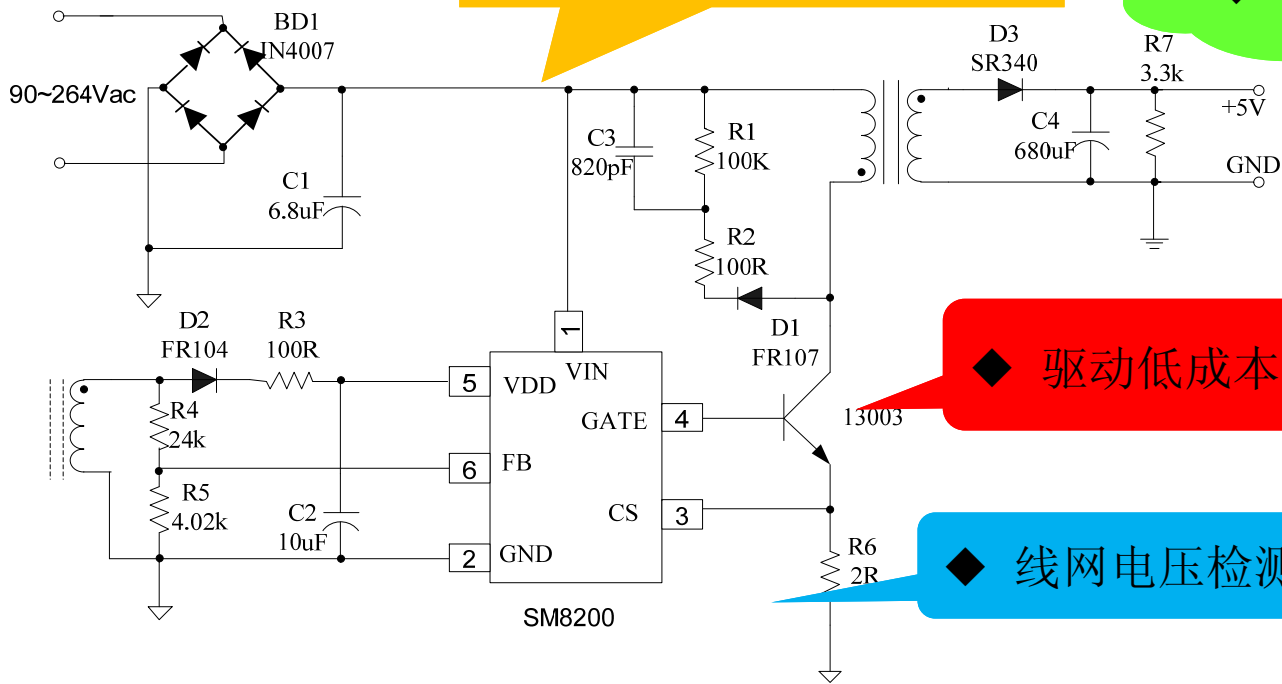 BD1
IN4007
90~264Vac
C1
6.8uF
C3
820pF
R1
100K
R2
100R
D1
FR107
D3
SR340
C4
680uF
R7
3.3k
+5V
GND
D2
FR104
R3
100R
R4
24k
R5
4.02k
C2
10uF
1
VIN
5
VDD
6
FB
2
GND
GATE
4
CS
3
SM8200
13003
R6
2R
◆ 驱动低成本
◆ 线网电压检测